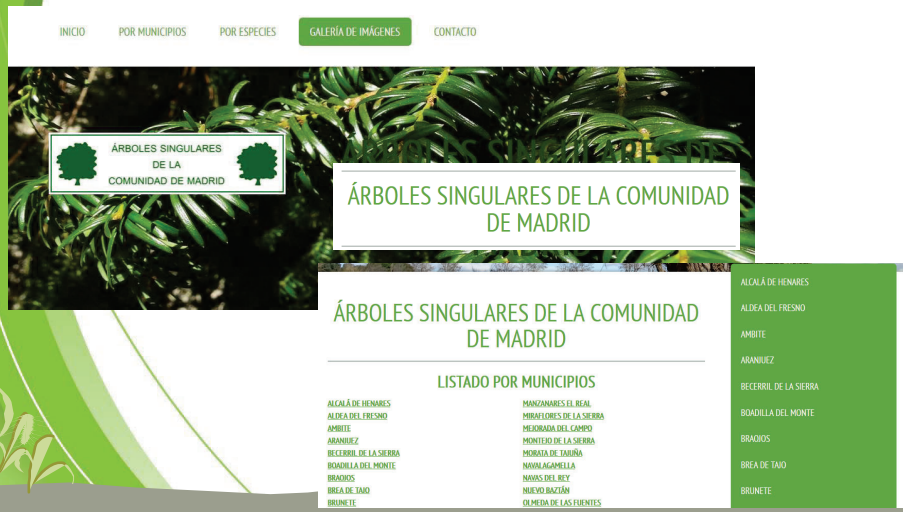 INICIO
POR MUNICIPIOS
POR ESPECIES
GALERÍA DE IMÁGENES
CONTACTO
ÁRBOLES SINGULARES
DE LA
COMUNIDAD DE MADRID
ÁRBOLES SINGULARES DE
ÁRBOLES SINGULARES DE LA COMUNIDAD
DE MADRID
ÁRBOLES SINGULARES DE LA COMUNIDAD
DE MADRID
LISTADO POR MUNICIPIOS
ALCALÁ DE HENARES
ALDEA DEL FRESNO
AMBITE
ARANJUEZ
BECERRIL DE LA SIERRA
BOADILLA DEL MONTE
BRAOJOS
BREA DE TAJO
BRUNETE
MANZANARES EL REAL
MIRAFLORES DE LA SIERRA
MEJORADA DEL CAMPO
MONTEJO DE LA SIERRA
MORATA DE TAJUÑA
NAVALAGAMELLA
NAVAS DEL REY
NUEVO BAZTÁN
OLMEDA DE LAS FUENTES
ALCALÁ DE HENARES
ALDEA DEL FRESNO
AMBITE
ARANJUEZ
BECERRIL DE LA SIERRA
BOADILLA DEL MONTE
BRAOJOS
BREA DE TAJO
BRUNETE